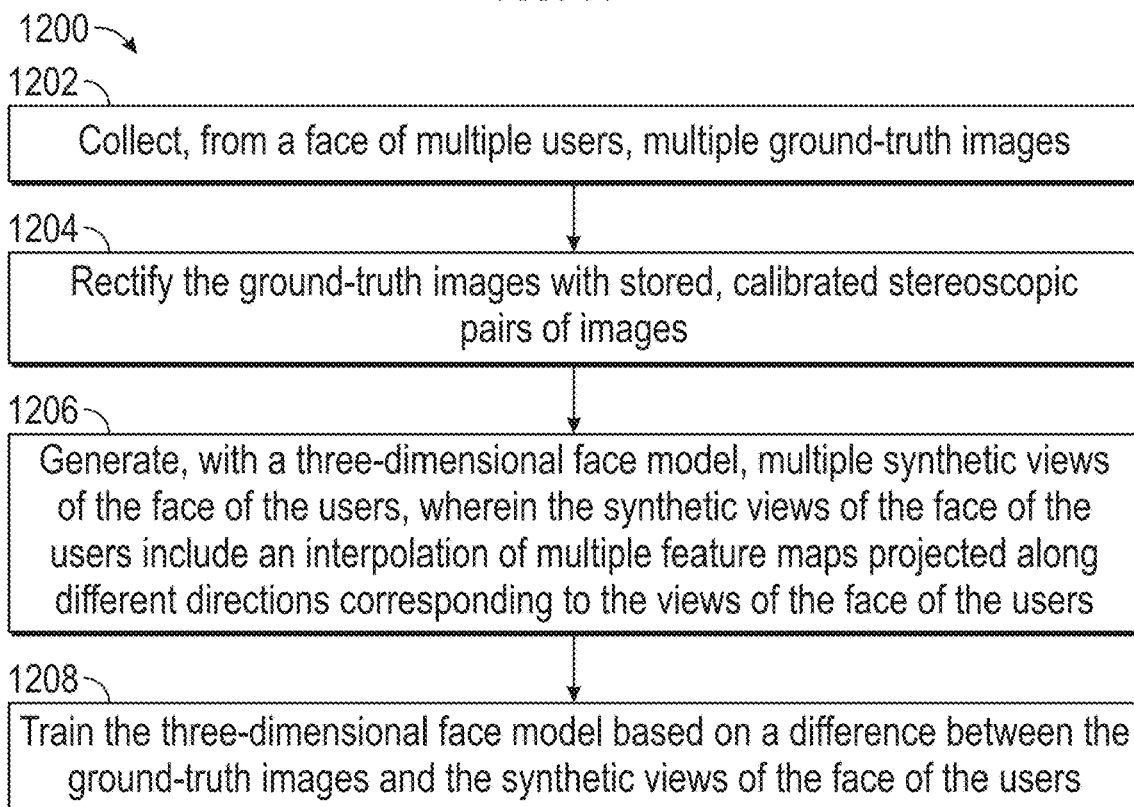 1200
1202
Collect, from a face of multiple users, multiple ground-truth images
1204
Rectify the ground-truth images with stored, calibrated stereoscopic
pairs of images
1206
Generate, with a three-dimensional face model, multiple synthetic views
of the face of the users, wherein the synthetic views of the face of the
users include an interpolation of multiple feature maps projected along
different directions corresponding to the views of the face of the users
1208
Train the three-dimensional face model based on a difference between the
ground-truth images and the synthetic views of the face of the users